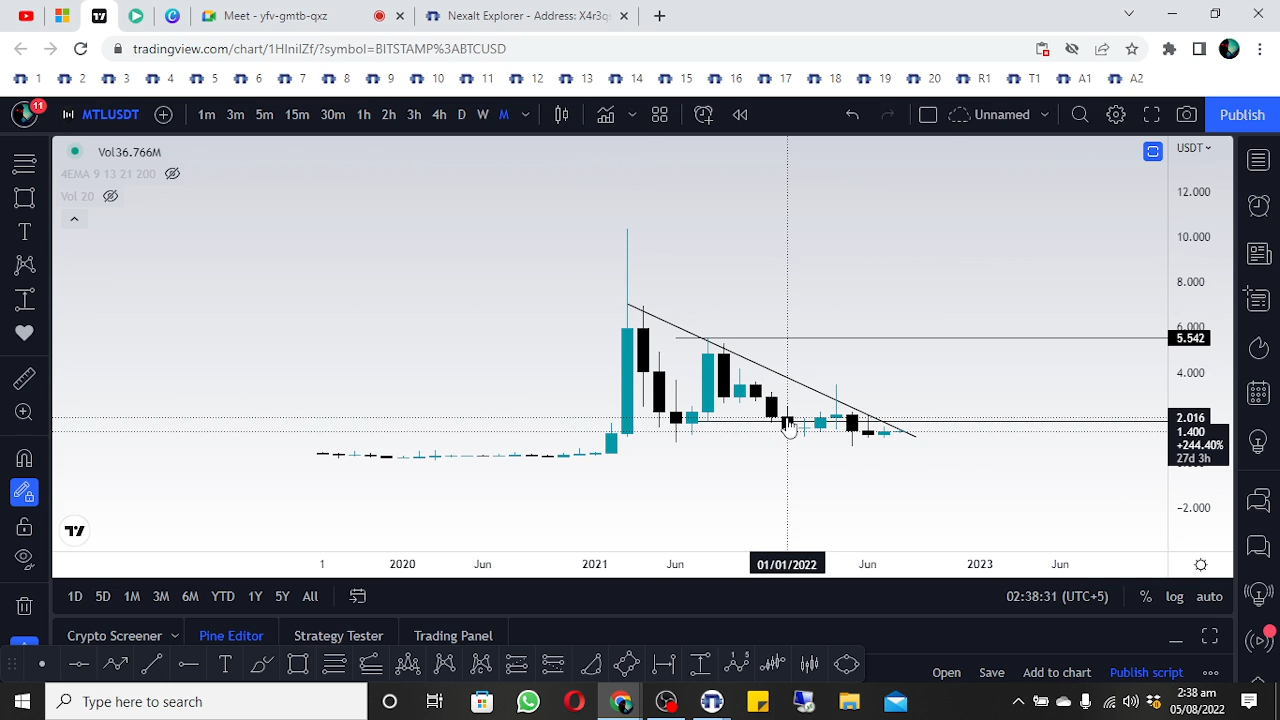 Meet - yfv-gmtb-qxz
Nexalt Explorer - Address: X4r3q
tradingview.com/chart/1HlnilZf/?symbol=BITSTAMP%3ABTCUSD
1 2 3 4 5 6 7 8 9 10 11 12 13 14 15 16 17 18 19 20 R1 T1 A1 A2
11
MTLUSDT 1m 3m 5m 15m 30m 1h 2h 3h 4h D W M Unnamed Publish
Vol36.766M
USDT
4EMA 9 13 21 200
Vol 20
12.000
10.000
8.000
6.000
5.542
4.000
2.016
1.400
+244.40%
27d 3h
−2.000
1 2020 Jun 2021 Jun 01/01/2022 Jun 2023 Jun
1D 5D 1M 3M 6M YTD 1Y 5Y All 02:38:31 (UTC+5) % log auto
Crypto Screener Pine Editor Strategy Tester Trading Panel
Open Save Add to chart Publish script
Type here to search
2:38 am
05/08/2022